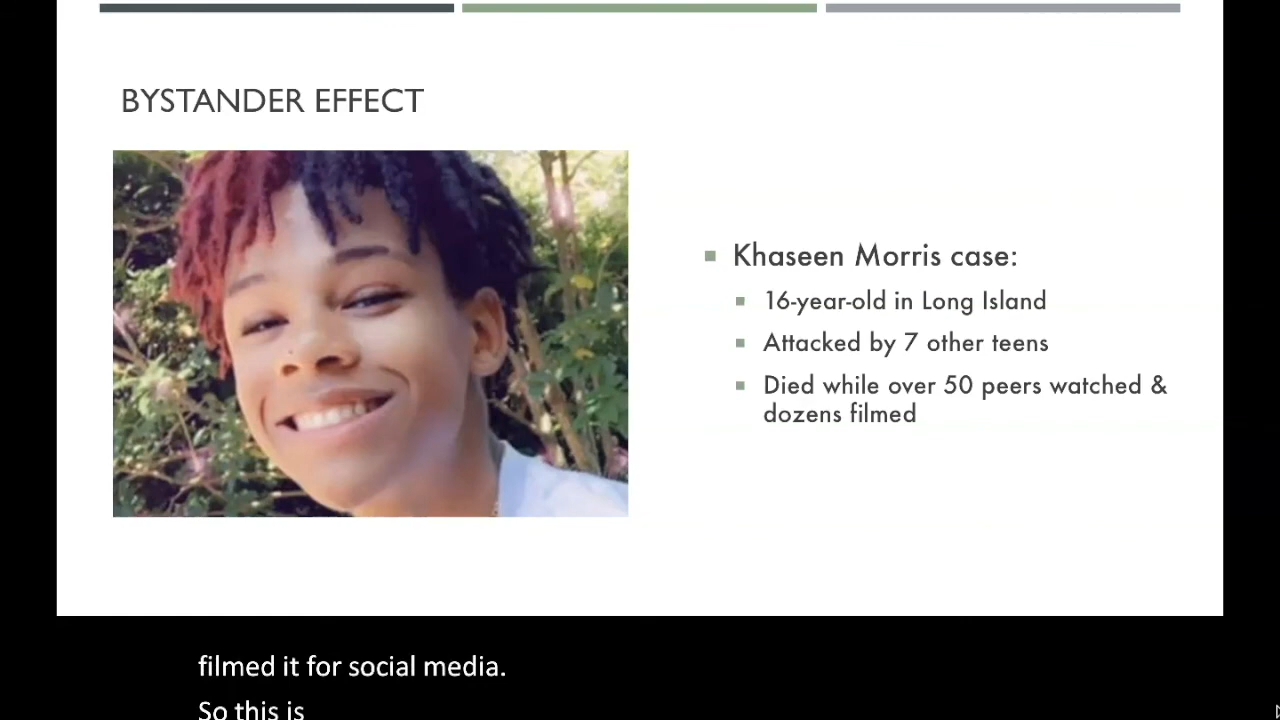 BYSTANDER EFFECT
Khaseen Morris case:
16-year-old in Long Island
Attacked by 7 other teens
Died while over 50 peers watched &
dozens filmed
filmed it for social media.
So this is